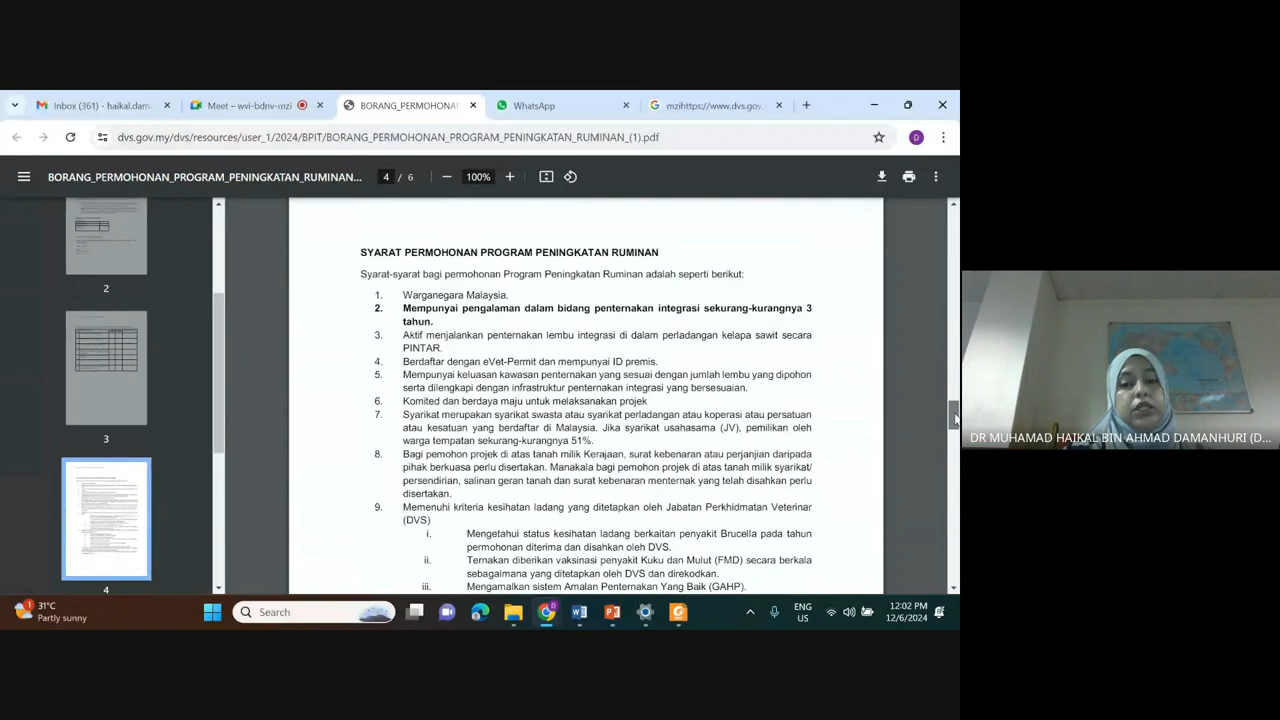 Inbox (361) - haikal.dam
Meet – wvi-bdnv-mzi
BORANG_PERMOHONAN
WhatsApp
mzihttps://www.dvs.gov
dvs.gov.my/dvs/resources/user_1/2024/BPIT/BORANG_PERMOHONAN_PROGRAM_PENINGKATAN_RUMINAN_(1).pdf
D
BORANG_PERMOHONAN_PROGRAM_PENINGKATAN_RUMINAN...
4 / 6
100%
2
3
4
SYARAT PERMOHONAN PROGRAM PENINGKATAN RUMINAN
Syarat-syarat bagi permohonan Program Peningkatan Ruminan adalah seperti berikut:
1. Warganegara Malaysia.
2. Mempunyai pengalaman dalam bidang penternakan integrasi sekurang-kurangnya 3
tahun.
3. Aktif menjalankan penternakan lembu integrasi di dalam perladangan kelapa sawit secara
PINTAR.
4. Berdaftar dengan eVet-Permit dan mempunyai ID premis.
5. Mempunyai keluasan kawasan penternakan yang sesuai dengan jumlah lembu yang dipohon
serta dilengkapi dengan infrastruktur penternakan integrasi yang bersesuaian.
6. Komited dan berdaya maju untuk melaksanakan projek
7. Syarikat merupakan syarikat swasta atau syarikat perladangan atau koperasi atau persatuan
atau kesatuan yang berdaftar di Malaysia. Jika syarikat usahasama (JV), pemilikan oleh
warga tempatan sekurang-kurangnya 51%.
8. Bagi pemohon projek di atas tanah milik Kerajaan, surat kebenaran atau perjanjian daripada
pihak berkuasa perlu disertakan. Manakala bagi pemohon projek di atas tanah milik syarikat/
persendirian, salinan geran tanah dan surat kebenaran menternak yang telah disahkan perlu
disertakan.
9. Memenuhi kriteria kesihatan ladang yang ditetapkan oleh Jabatan Perkhidmatan Veterinar
(DVS)
i. Mengetahui status kesihatan ladang berkaitan penyakit Brucella pada tahun
permohonan diterima dan disahkan oleh DVS.
ii. Ternakan diberikan vaksinasi penyakit Kuku dan Mulut (FMD) secara berkala
sebagaimana yang ditetapkan oleh DVS dan direkodkan.
iii. Mengamalkan sistem Amalan Penternakan Yang Baik (GAHP).
DR MUHAMAD HAIKAL BIN AHMAD DAMANHURI (D...
1
31°C
Partly sunny
Search
ENG
US
12:02 PM
12/6/2024